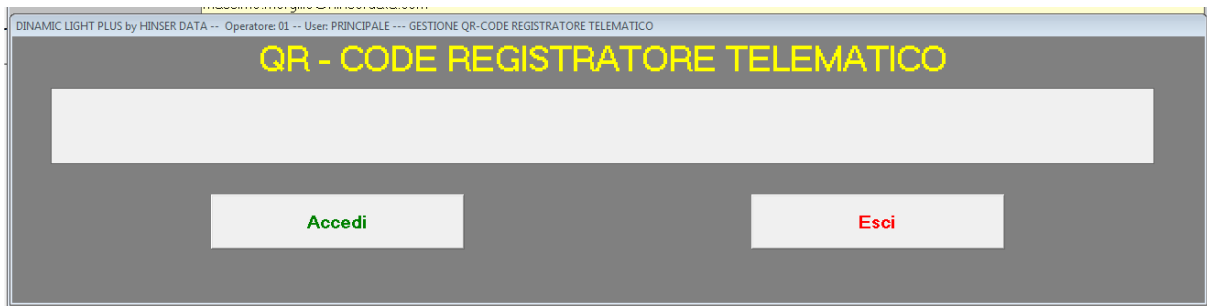 DINAMIC LIGHT PLUS by HINSER DATA -- Operatore: 01 -- User: PRINCIPALE --- GESTIONE QR-CODE REGISTRATORE TELEMATICO
QR - CODE REGISTRATORE TELEMATICO
Accedi
Esci